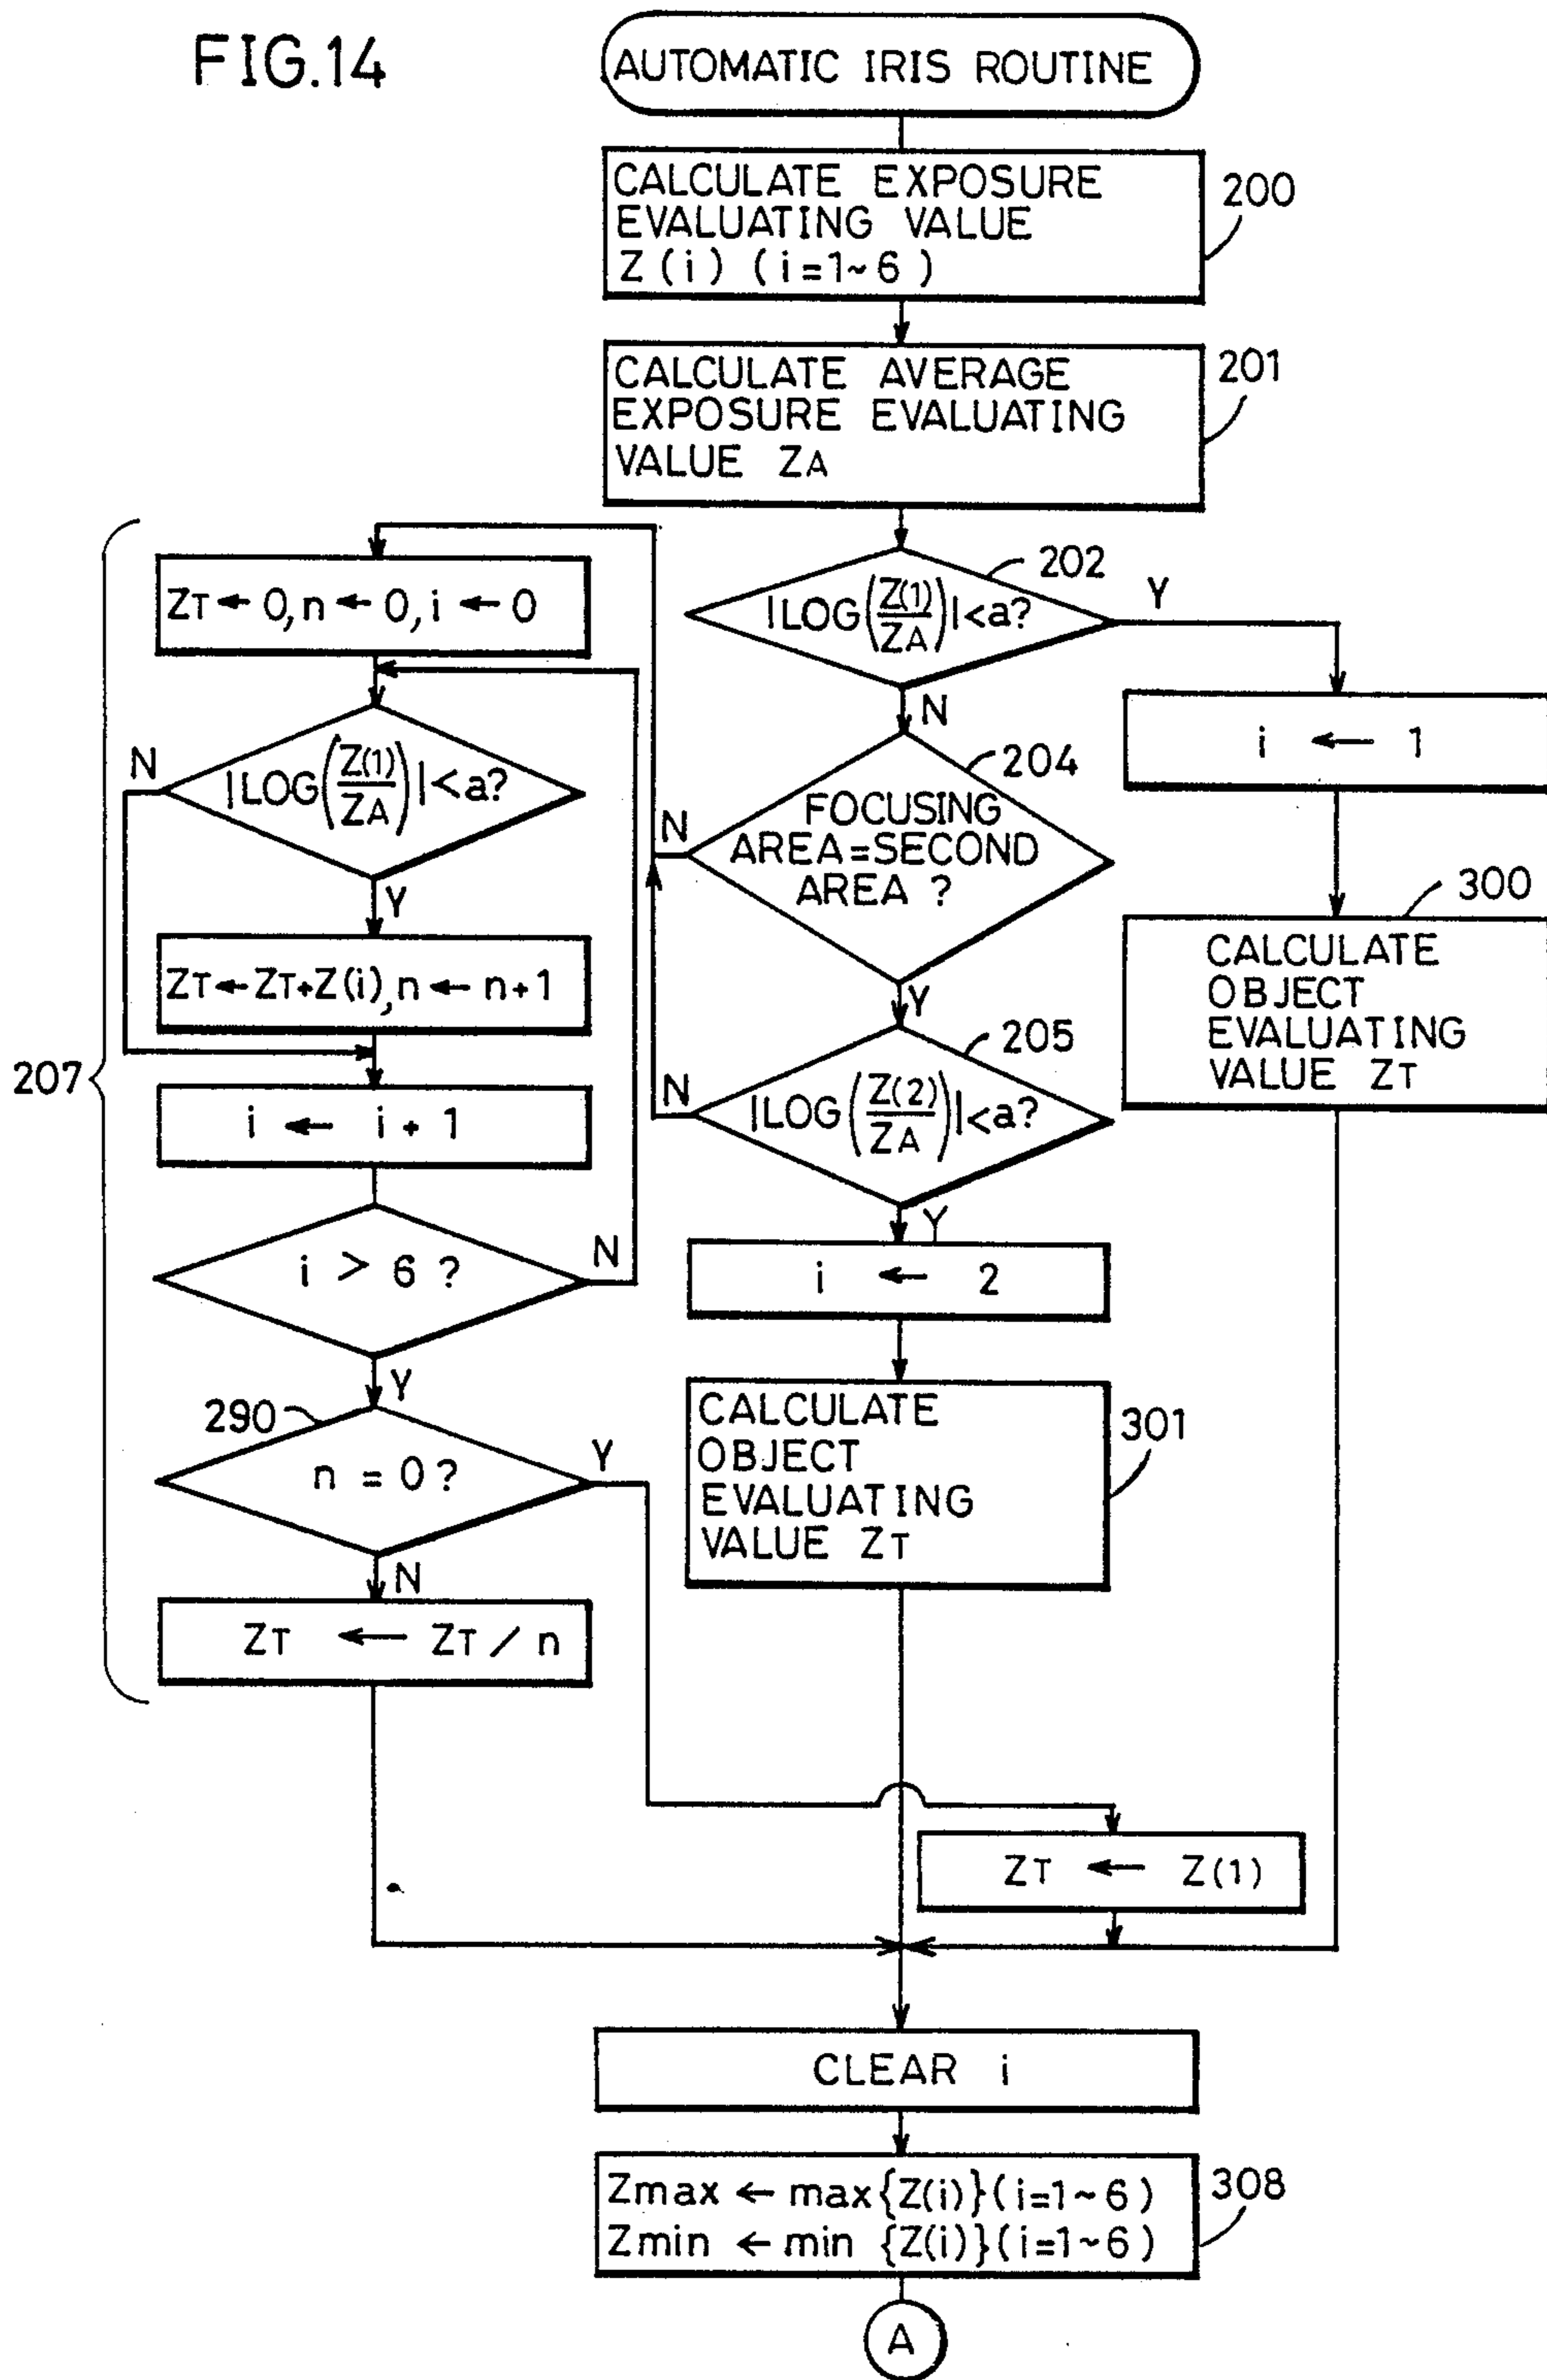 FIG.14
AUTOMATIC IRIS ROUTINE
CALCULATE EXPOSURE
EVALUATING VALUE
Z (i) (i=1~6)
200
CALCULATE AVERAGE
EXPOSURE EVALUATING
VALUE ZA
201
|LOG(Z(1)/ZA)|<a?
202
Y
N
i ← 1
FOCUSING
AREA=SECOND
AREA ?
204
N
Y
300
CALCULATE
OBJECT
EVALUATING
VALUE ZT
|LOG(Z(2)/ZA)|<a?
205
N
Y
i ← 2
CALCULATE
OBJECT
EVALUATING
VALUE ZT
301
207
ZT ← 0, n ← 0, i ← 0
|LOG(Z(1)/ZA)|<a?
N
Y
ZT ← ZT+Z(i), n ← n+1
i ← i + 1
i > 6 ?
N
Y
290
n = 0 ?
Y
N
ZT ← ZT / n
ZT ← Z(1)
CLEAR i
Zmax ← max{Z(i)}(i=1~6)
Zmin ← min {Z(i)}(i=1~6)
308
A